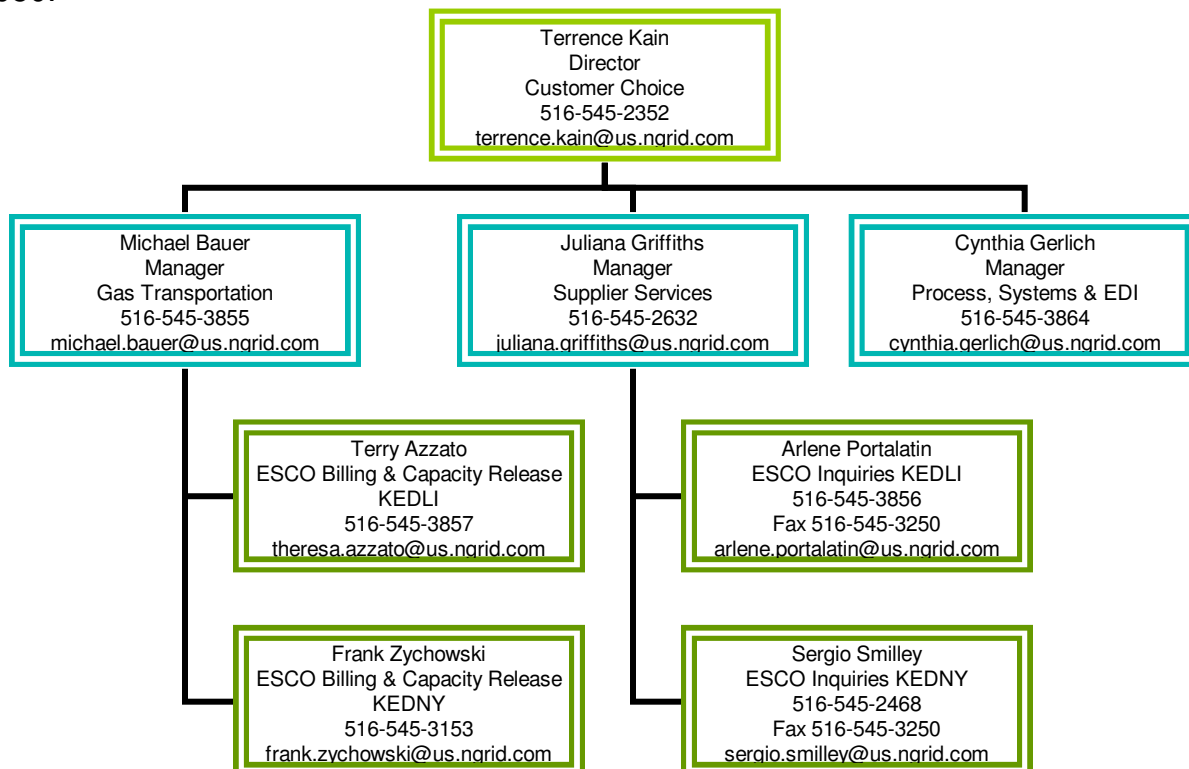 Terrence Kain
Director
Customer Choice
516-545-2352
terrence.kain@us.ngrid.com
Michael Bauer
Manager
Gas Transportation
516-545-3855
michael.bauer@us.ngrid.com
Juliana Griffiths
Manager
Supplier Services
516-545-2632
juliana.griffiths@us.ngrid.com
Cynthia Gerlich
Manager
Process, Systems & EDI
516-545-3864
cynthia.gerlich@us.ngrid.com
Terry Azzato
ESCO Billing & Capacity Release
KEDLI
516-545-3857
theresa.azzato@us.ngrid.com
Arlene Portalatin
ESCO Inquiries KEDLI
516-545-3856
Fax 516-545-3250
arlene.portalatin@us.ngrid.com
Frank Zychowski
ESCO Billing & Capacity Release
KEDNY
516-545-3153
frank.zychowski@us.ngrid.com
Sergio Smilley
ESCO Inquiries KEDNY
516-545-2468
Fax 516-545-3250
sergio.smilley@us.ngrid.com